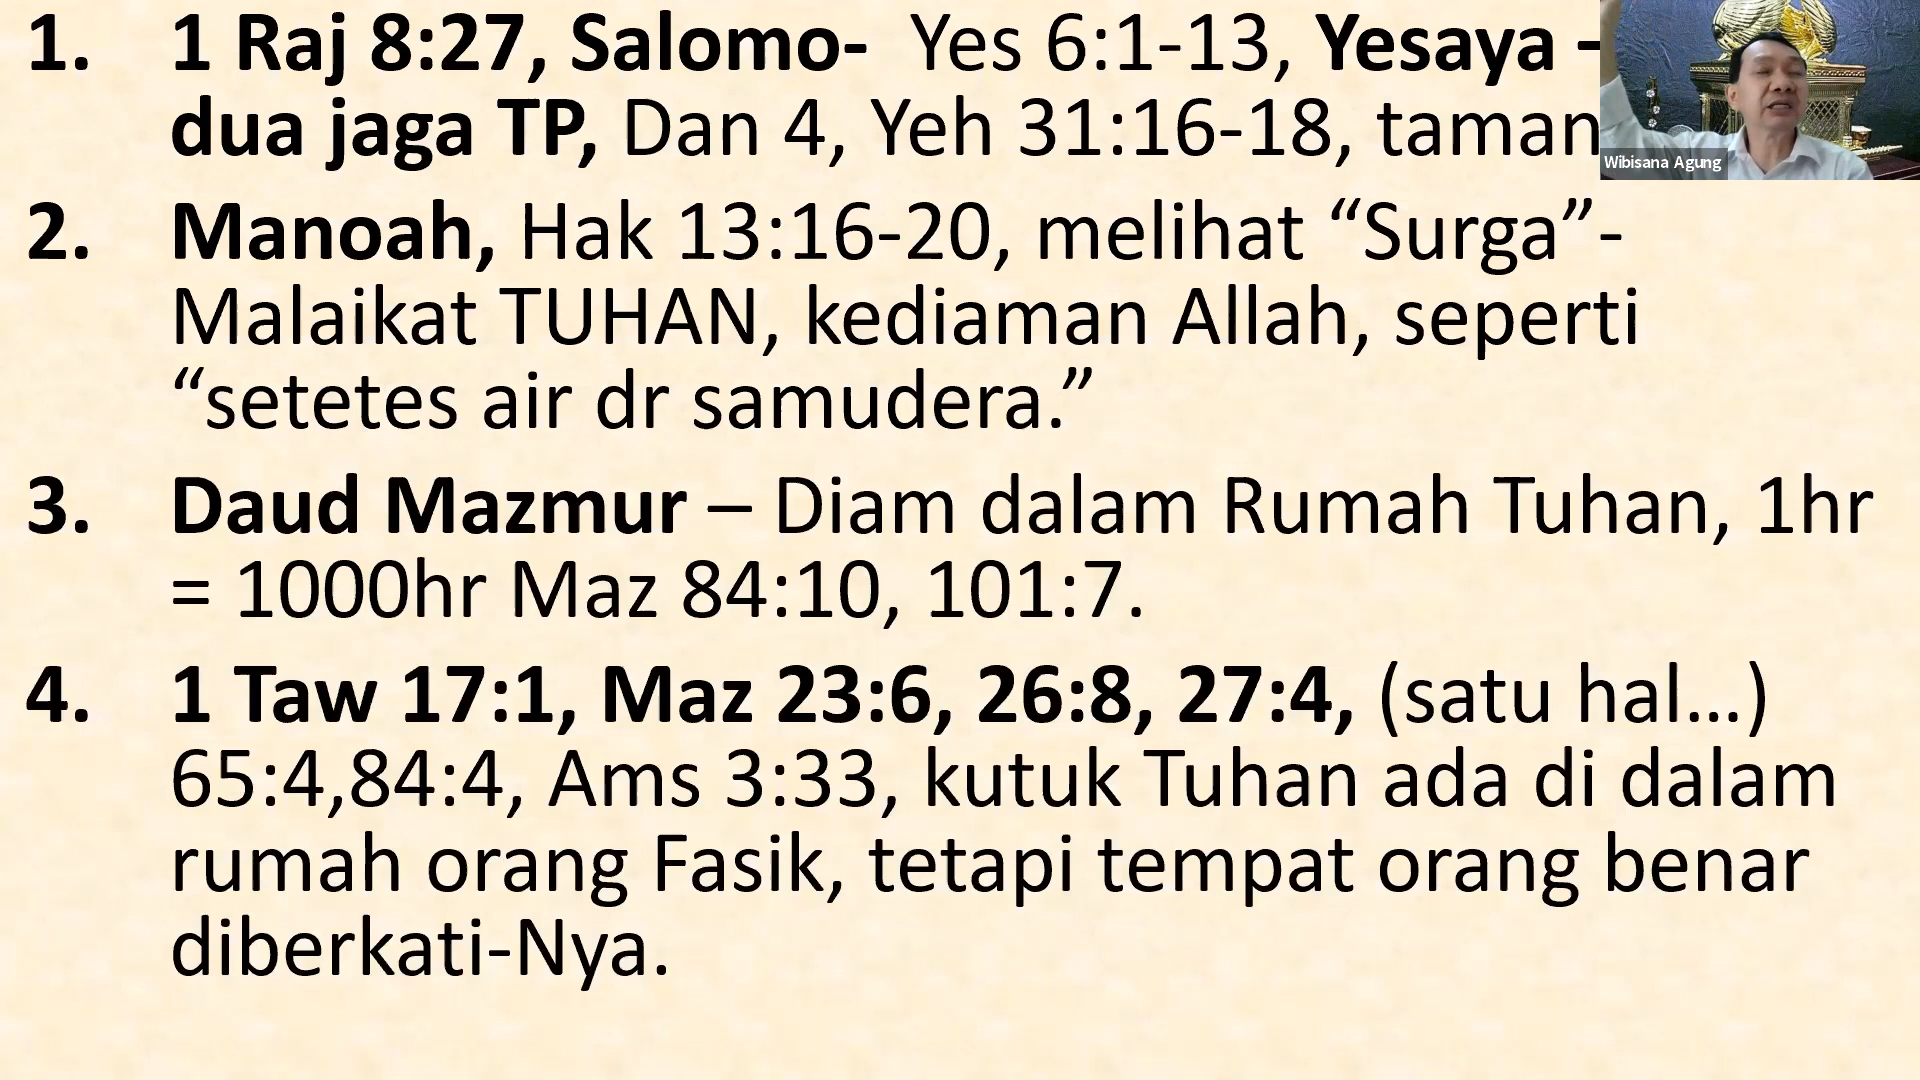 1. 1 Raj 8:27, Salomo- Yes 6:1-13, Yesaya -
dua jaga TP, Dan 4, Yeh 31:16-18, taman
Wibisana Agung
2. Manoah, Hak 13:16-20, melihat “Surga”-
Malaikat TUHAN, kediaman Allah, seperti
“setetes air dr samudera.”
3. Daud Mazmur – Diam dalam Rumah Tuhan, 1hr
= 1000hr Maz 84:10, 101:7.
4. 1 Taw 17:1, Maz 23:6, 26:8, 27:4, (satu hal...)
65:4,84:4, Ams 3:33, kutuk Tuhan ada di dalam
rumah orang Fasik, tetapi tempat orang benar
diberkati-Nya.